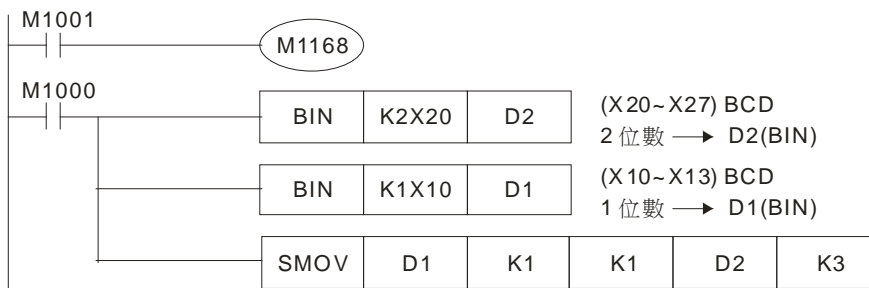 M1001
M1168
M1000
BIN K2X20 D2 (X20~X27) BCD
2 位數 → D2(BIN)
BIN K1X10 D1 (X10~X13) BCD
1 位數 → D1(BIN)
SMOV D1 K1 K1 D2 K3